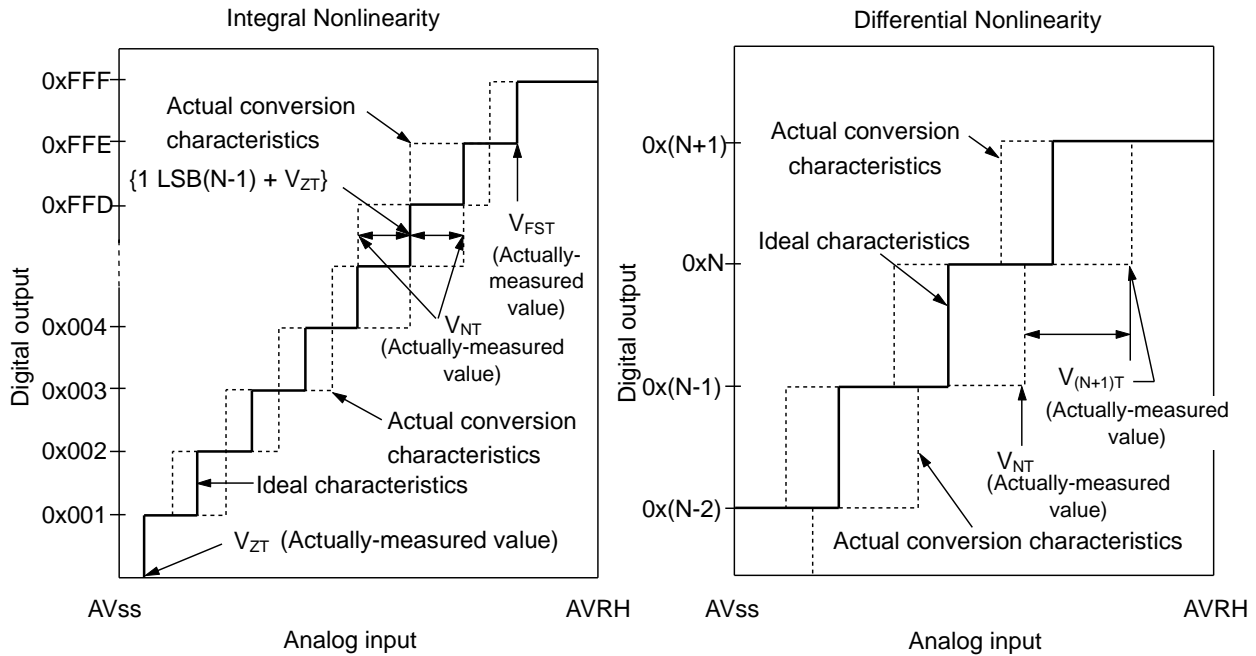 Integral Nonlinearity
0xFFF
0xFFE
0xFFD
0x004
0x003
0x002
0x001
Digital output
Actual conversion
characteristics
{1 LSB(N-1) + VZT}
VFST
(Actually-
measured
value)
VNT
(Actually-measured
value)
Actual conversion
characteristics
Ideal characteristics
VZT (Actually-measured value)
AVss
AVRH
Analog input
Differential Nonlinearity
0x(N+1)
0xN
0x(N-1)
0x(N-2)
Digital output
Actual conversion
characteristics
Ideal characteristics
V(N+1)T
(Actually-measured
value)
VNT
(Actually-measured
value)
Actual conversion characteristics
AVss
AVRH
Analog input